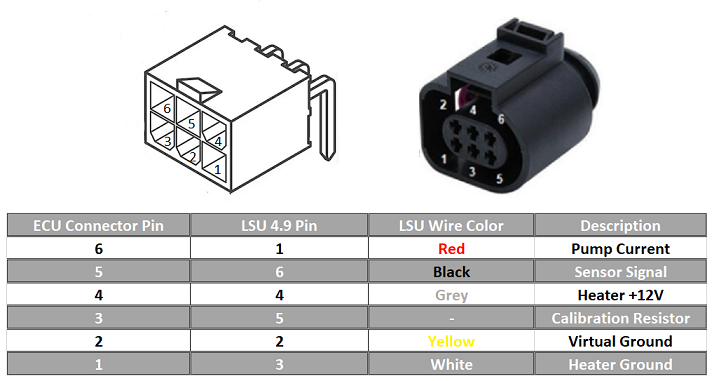 6 5 4
3 2 1
2 4 6
1 3 5
ECU Connector Pin LSU 4.9 Pin LSU Wire Color Description
6 1 Red Pump Current
5 6 Black Sensor Signal
4 4 Grey Heater +12V
3 5 - Calibration Resistor
2 2 Yellow Virtual Ground
1 3 White Heater Ground